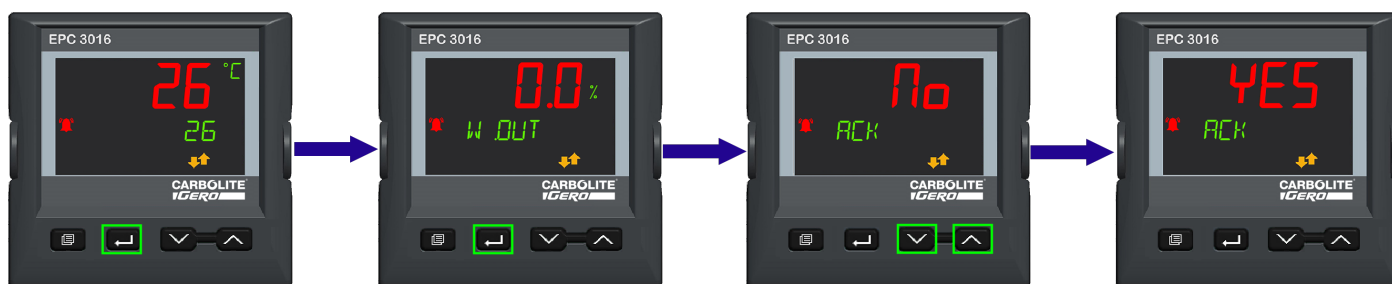 EPC 3016
26 °C
26
CARBOLITE
GERO
EPC 3016
0.0 %
W.OUT
CARBOLITE
GERO
EPC 3016
No
ACK
CARBOLITE
GERO
EPC 3016
YES
ACK
CARBOLITE
GERO